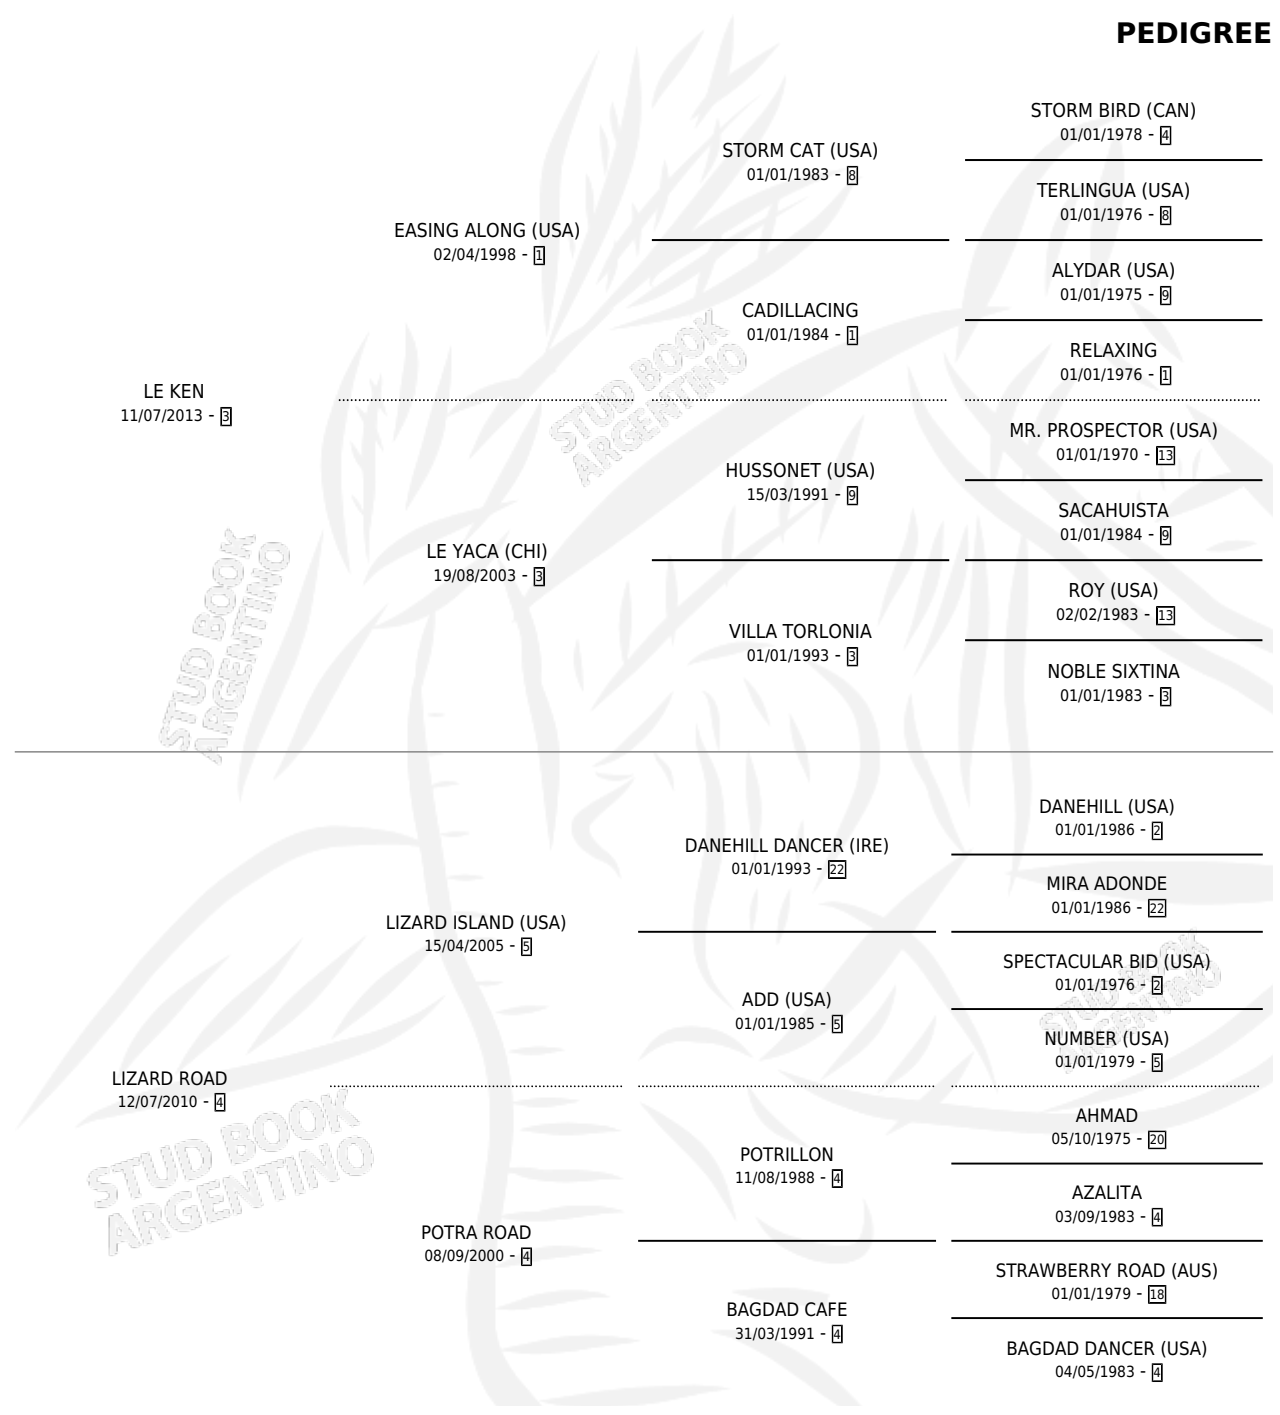 PEDIGREE
STORM BIRD (CAN)
01/01/1978 - 4
STORM CAT (USA)
01/01/1983 - 8
TERLINGUA (USA)
01/01/1976 - 8
EASING ALONG (USA)
02/04/1998 - 1
ALYDAR (USA)
01/01/1975 - 9
CADILLACING
01/01/1984 - 1
RELAXING
01/01/1976 - 1
LE KEN
11/07/2013 - 3
STUD BOOK
ARGENTINO
MR. PROSPECTOR (USA)
01/01/1970 - 13
HUSSONET (USA)
15/03/1991 - 9
SACAHUISTA
01/01/1984 - 9
LE YACA (CHI)
19/08/2003 - 3
ROY (USA)
02/02/1983 - 13
VILLA TORLONIA
01/01/1993 - 3
NOBLE SIXTINA
01/01/1983 - 3
STUD BOOK
ARGENTINO
DANEHILL (USA)
01/01/1986 - 2
DANEHILL DANCER (IRE)
01/01/1993 - 22
MIRA ADONDE
01/01/1986 - 22
LIZARD ISLAND (USA)
15/04/2005 - 5
SPECTACULAR BID (USA)
01/01/1976 - 2
ADD (USA)
01/01/1985 - 5
STUD BOOK
ARGENTINO
NUMBER (USA)
01/01/1979 - 5
LIZARD ROAD
12/07/2010 - 4
STUD BOOK
ARGENTINO
AHMAD
05/10/1975 - 20
POTRILLON
11/08/1988 - 4
AZALITA
03/09/1983 - 4
POTRA ROAD
08/09/2000 - 4
STRAWBERRY ROAD (AUS)
01/01/1979 - 18
BAGDAD CAFE
31/03/1991 - 4
BAGDAD DANCER (USA)
04/05/1983 - 4